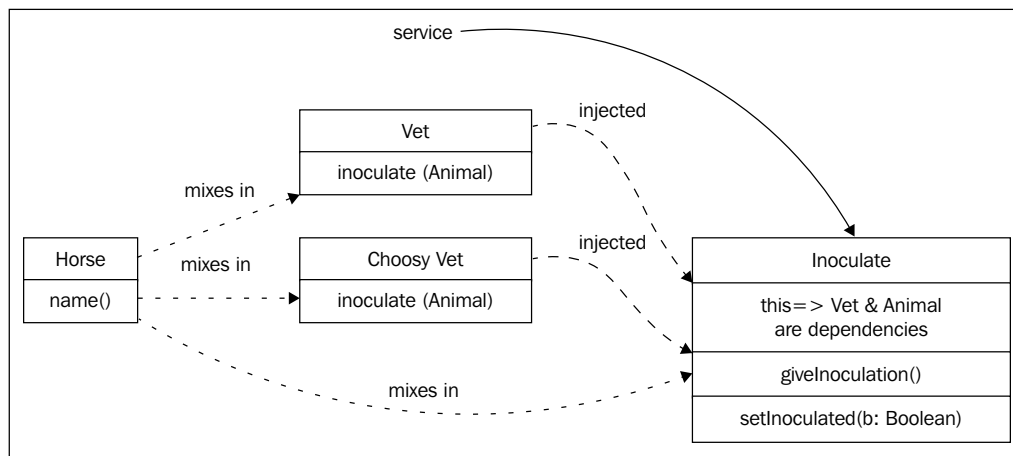 service
injected
Vet
inoculate (Animal)
mixes in
injected
Horse
name()
mixes in
Choosy Vet
inoculate (Animal)
Inoculate
this=> Vet & Animal
are dependencies
giveInoculation()
setInoculated(b: Boolean)
mixes in